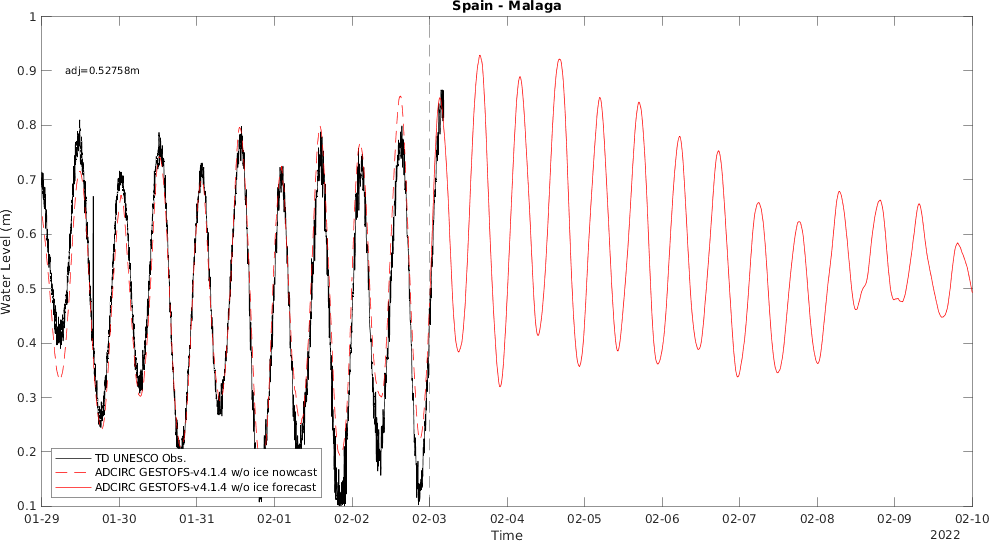 Spain - Malaga
1
0.9
0.8
0.7
0.6
0.5
0.4
0.3
0.2
0.1
Water Level (m)
adj=0.52758m
TD UNESCO Obs.
ADCIRC GESTOFS-v4.1.4 w/o ice nowcast
ADCIRC GESTOFS-v4.1.4 w/o ice forecast
01-29 01-30 01-31 02-01 02-02 02-03 02-04 02-05 02-06 02-07 02-08 02-09 02-10
Time
2022